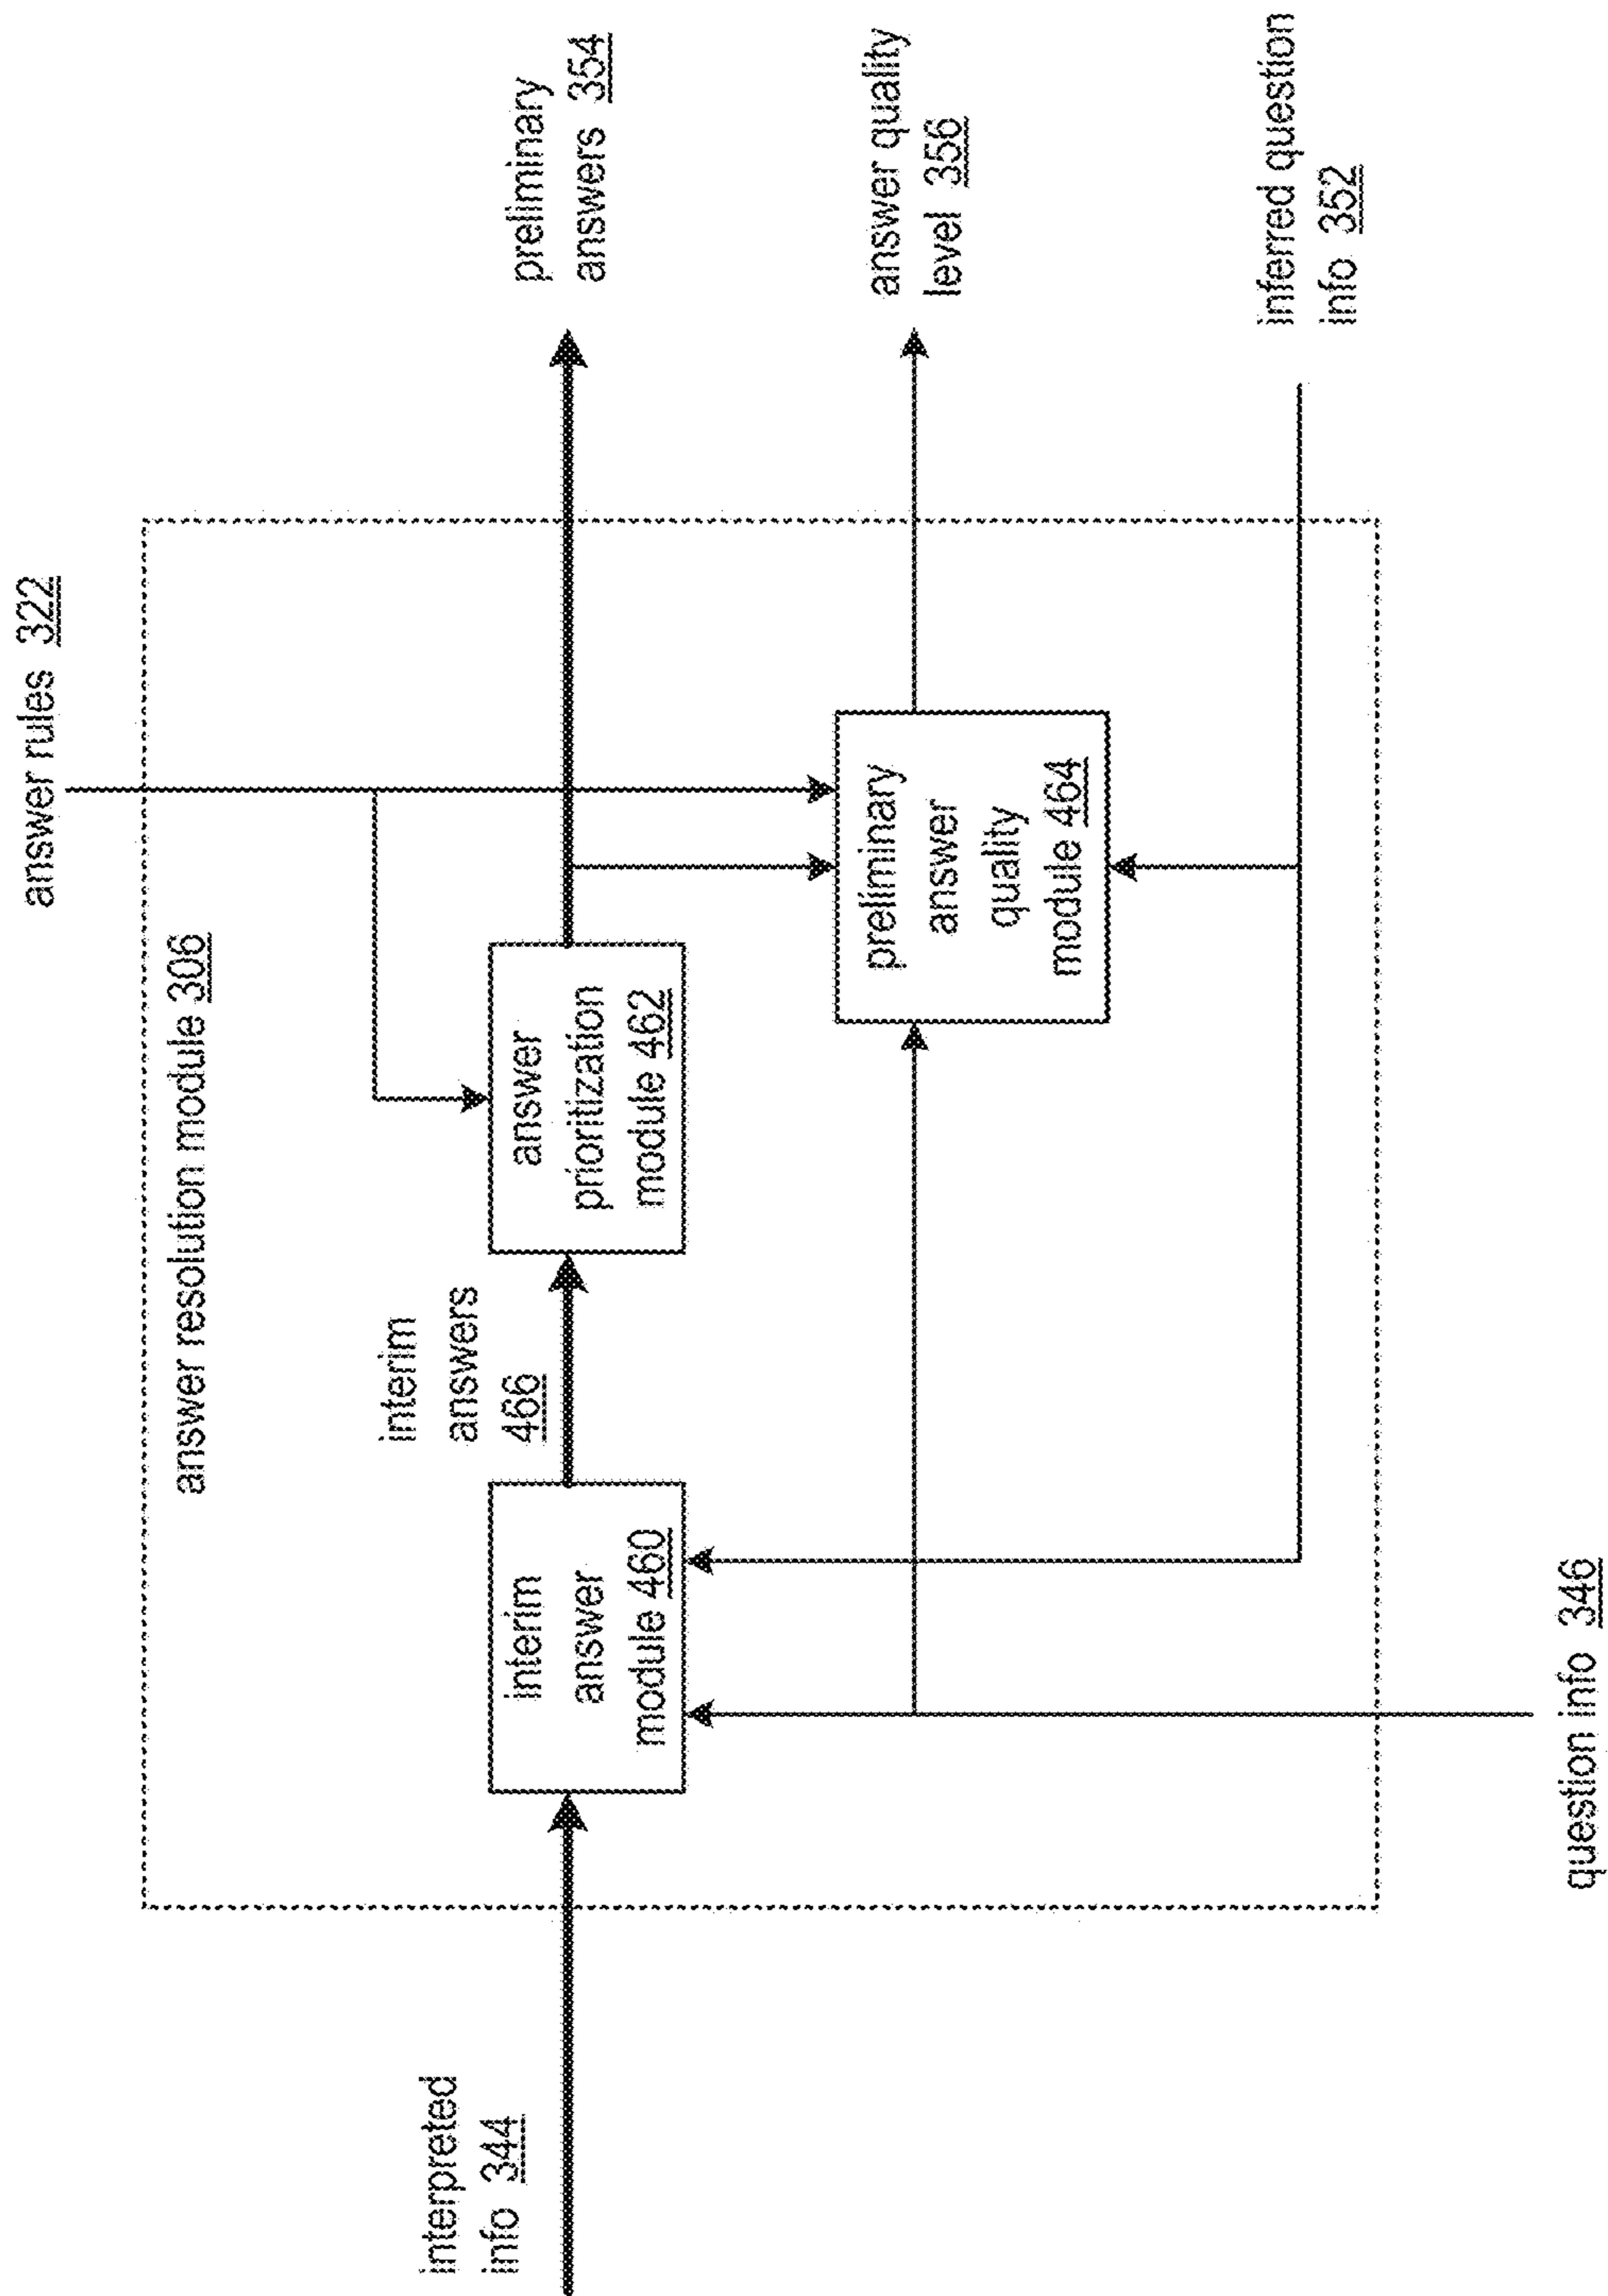 answer rules 322
answer resolution module 306
interpreted
info 344
interim
answer
module 460
interim
answers
466
answer
prioritization
module 462
preliminary
answers 354
preliminary
answer
quality
module 464
answer quality
level 356
inferred question
info 352
question info 346